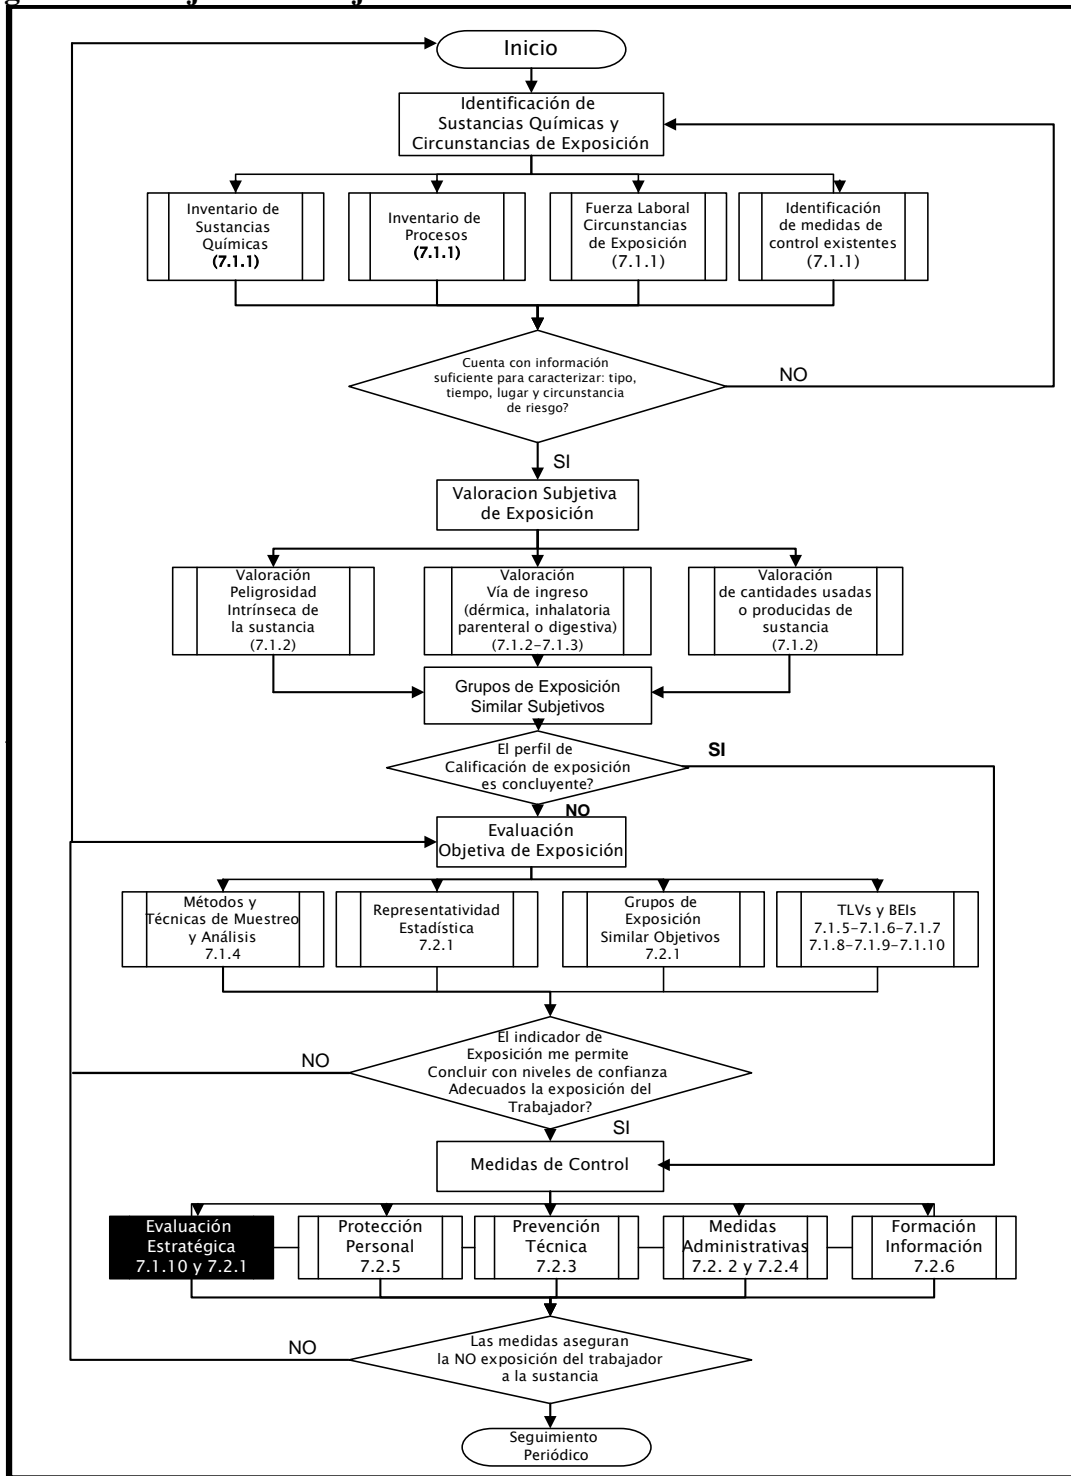 Inicio
Identificación de
Sustancias Químicas y
Circunstancias de Exposición
Inventario de
Sustancias
Químicas
(7.1.1)
Inventario de
Procesos
(7.1.1)
Fuerza Laboral
Circunstancias
de Exposición
(7.1.1)
Identificación
de medidas de
control existentes
(7.1.1)
Cuenta con información
suficiente para caracterizar: tipo,
tiempo, lugar y circunstancia
de riesgo?
NO
SI
Valoracion Subjetiva
de Exposición
Valoración
Peligrosidad
Intrínseca de
la sustancia
(7.1.2)
Valoración
Vía de ingreso
(dérmica, inhalatoria
parenteral o digestiva)
(7.1.2-7.1.3)
Valoración
de cantidades usadas
o producidas de
sustancia
(7.1.2)
Grupos de Exposición
Similar Subjetivos
El perfil de
Calificación de exposición
es concluyente?
SI
NO
Evaluación
Objetiva de Exposición
Métodos y
Técnicas de Muestreo
y Análisis
7.1.4
Representatividad
Estadística
7.2.1
Grupos de
Exposición
Similar Objetivos
7.2.1
TLVs y BEIs
7.1.5-7.1.6-7.1.7
7.1.8-7.1.9-7.1.10
El indicador de
Exposición me permite
Concluir con niveles de confianza
Adecuados la exposición del
Trabajador?
NO
SI
Medidas de Control
Evaluación
Estratégica
7.1.10 y 7.2.1
Protección
Personal
7.2.5
Prevención
Técnica
7.2.3
Medidas
Administrativas
7.2. 2 y 7.2.4
Formación
Información
7.2.6
Las medidas aseguran
la NO exposición del trabajador
a la sustancia
NO
Seguimiento
Periódico